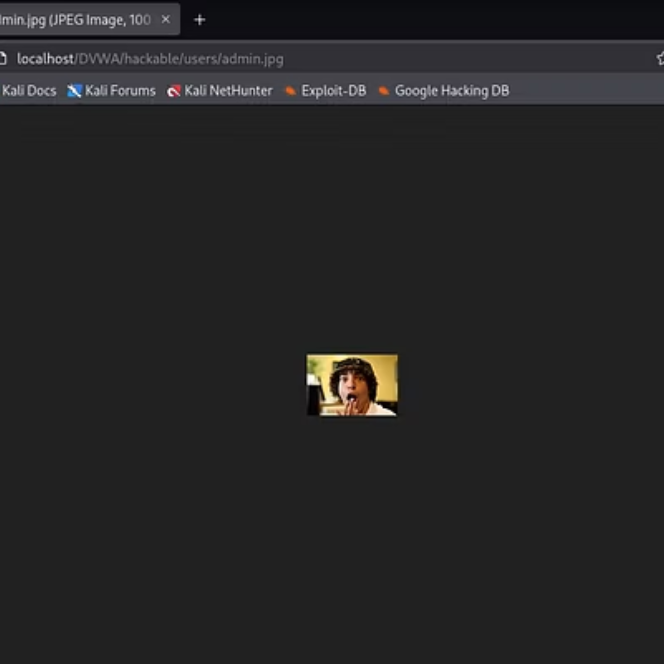 lmin.jpg (JPEG Image, 100
localhost/DVWA/hackable/users/admin.jpg
Kali Docs Kali Forums Kali NetHunter Exploit-DB Google Hacking DB